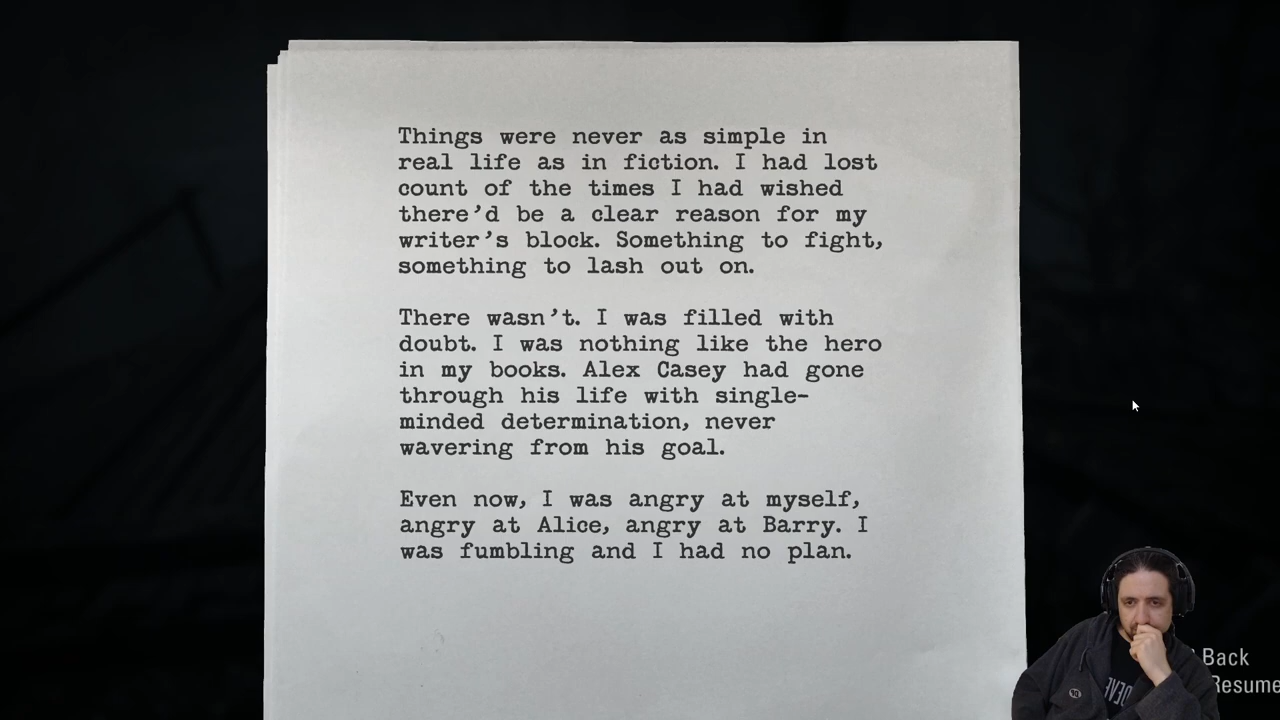 Things were never as simple in
real life as in fiction. I had lost
count of the times I had wished
there'd be a clear reason for my
writer's block. Something to fight,
something to lash out on.
There wasn't. I was filled with
doubt. I was nothing like the hero
in my books. Alex Casey had gone
through his life with single-
minded determination, never
wavering from his goal.
Even now, I was angry at myself,
angry at Alice, angry at Barry. I
was fumbling and I had no plan.
Back
Resume